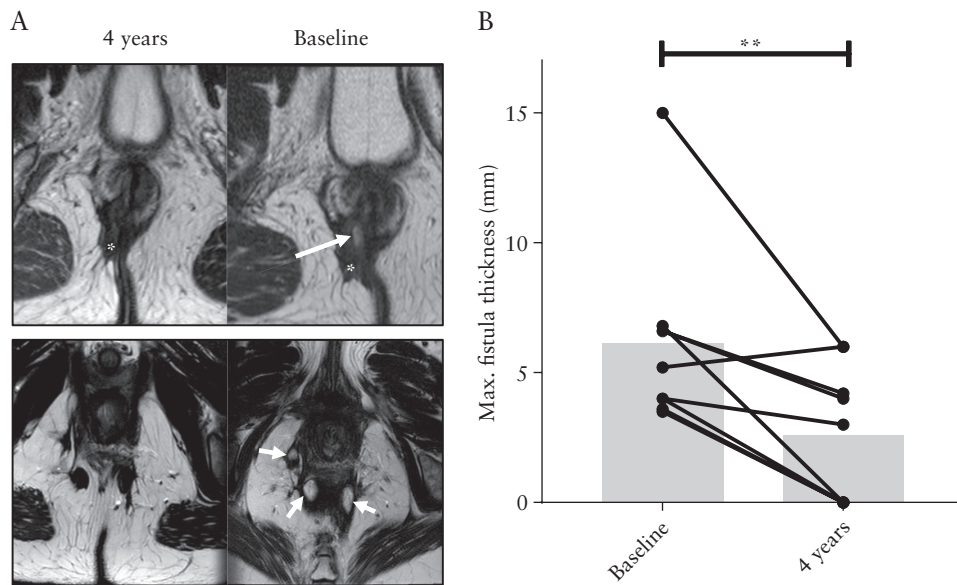 A
4 years
Baseline
*
*
B
**
Max. fistula thickness (mm)
15
10
5
0
Baseline
4 years